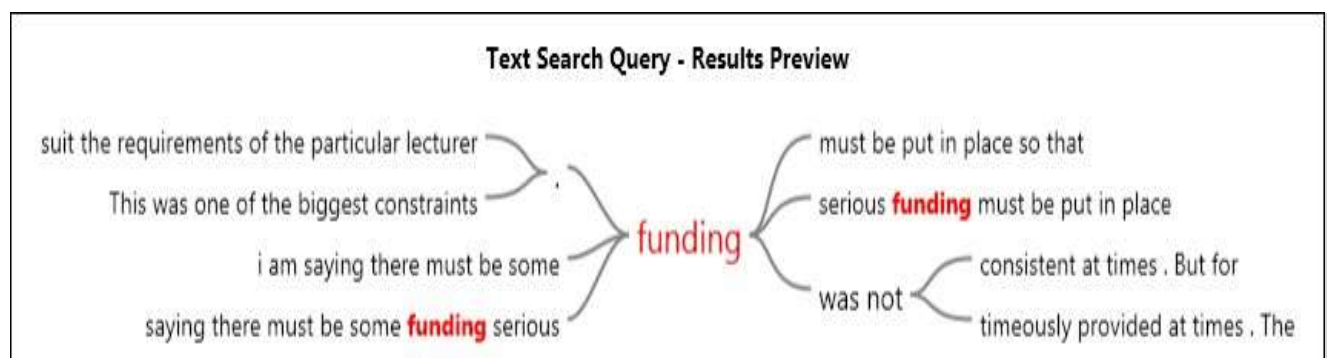 Text Search Query - Results Preview
suit the requirements of the particular lecturer
This was one of the biggest constraints
.
i am saying there must be some
saying there must be some funding serious
funding
must be put in place so that
serious funding must be put in place
was not
consistent at times . But for
timeously provided at times . The